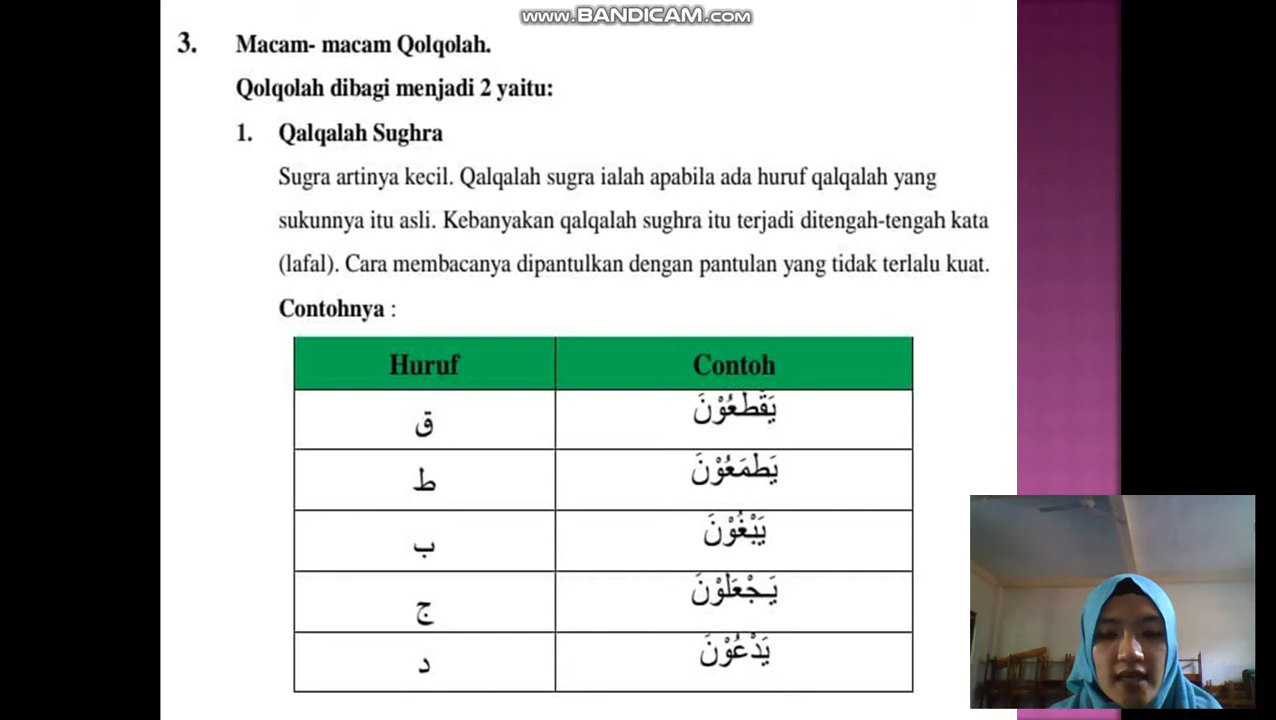 www.BANDICAM.com
3. Macam- macam Qolqolah.
Qolqolah dibagi menjadi 2 yaitu:
1. Qalqalah Sughra
Sugra artinya kecil. Qalqalah sugra ialah apabila ada huruf qalqalah yang
sukunnya itu asli. Kebanyakan qalqalah sughra itu terjadi ditengah-tengah kata
(lafal). Cara membacanya dipantulkan dengan pantulan yang tidak terlalu kuat.
Contohnya :
Huruf Contoh
ق يَقْطَعُوْنَ
ط يَطْمَعُوْنَ
ب يَبْغُوْنَ
ج يَجْعَلُوْنَ
د يَدْعُوْنَ